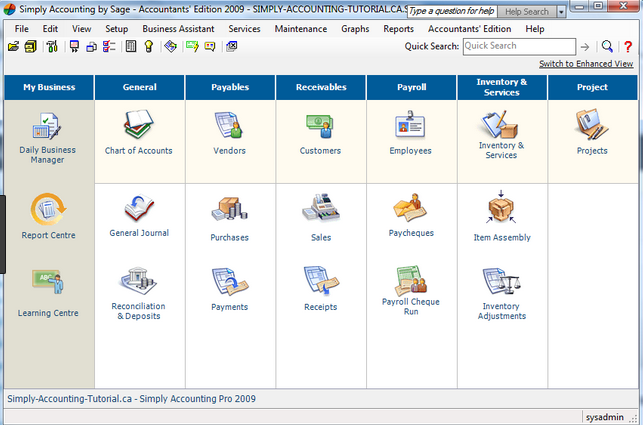 Simply Accounting by Sage - Accountants' Edition 2009 - SIMPLY-ACCOUNTING-TUTORIAL.CA.S
Type a question for help
Help Search
File Edit View Setup Business Assistant Services Maintenance Graphs Reports Accountants' Edition Help
Quick Search:
Quick Search
Switch to Enhanced View
My Business
General
Payables
Receivables
Payroll
Inventory &
Services
Project
Daily Business
Manager
Chart of Accounts
Vendors
Customers
Employees
Inventory &
Services
Projects
Report Centre
General Journal
Purchases
Sales
Paycheques
Item Assembly
ABC
Learning Centre
Reconciliation
& Deposits
Payments
Receipts
Payroll Cheque
Run
Inventory
Adjustments
Simply-Accounting-Tutorial.ca - Simply Accounting Pro 2009
sysadmin